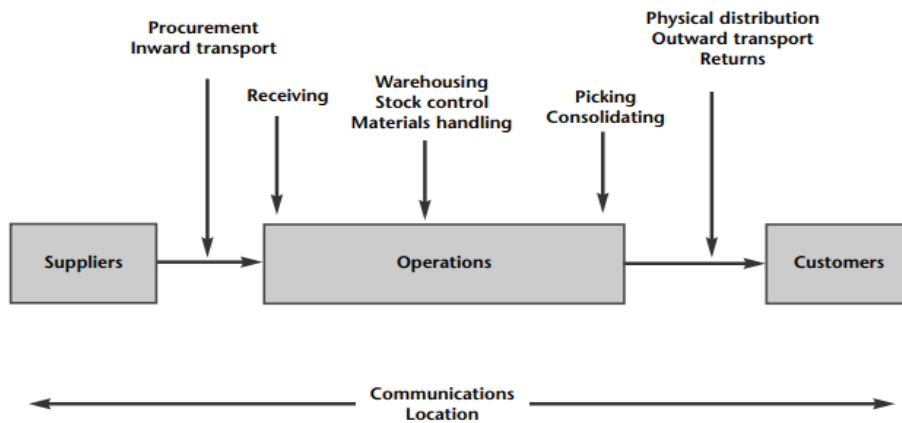 Procurement
Inward transport
Receiving
Warehousing
Stock control
Materials handling
Picking
Consolidating
Physical distribution
Outward transport
Returns
Suppliers
Operations
Customers
Communications
Location